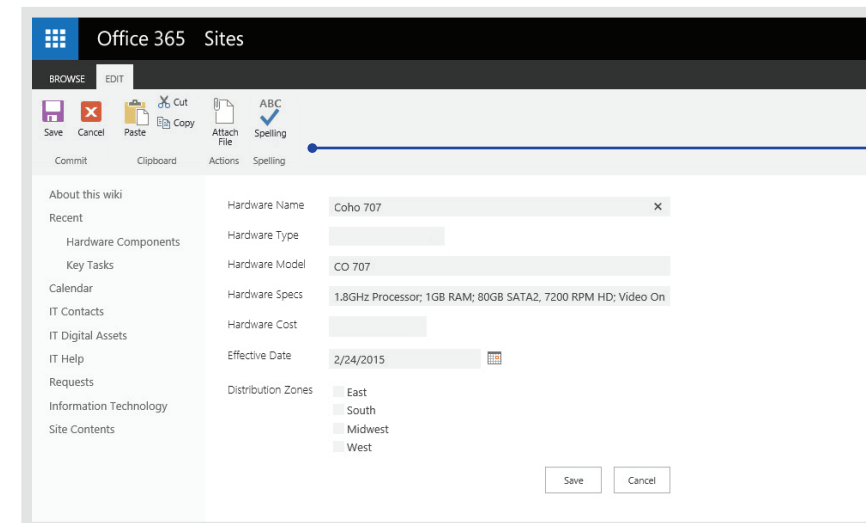 Office 365 Sites
BROWSE EDIT
Cut
Copy
ABC
Save Cancel Paste Attach File Spelling
Commit Clipboard Actions Spelling
About this wiki
Recent
Hardware Components
Key Tasks
Calendar
IT Contacts
IT Digital Assets
IT Help
Requests
Information Technology
Site Contents
Hardware Name Coho 707
Hardware Type
Hardware Model CO 707
Hardware Specs 1.8GHz Processor; 1GB RAM; 80GB SATA2, 7200 RPM HD; Video On
Hardware Cost
Effective Date 2/24/2015
Distribution Zones East
South
Midwest
West
Save Cancel